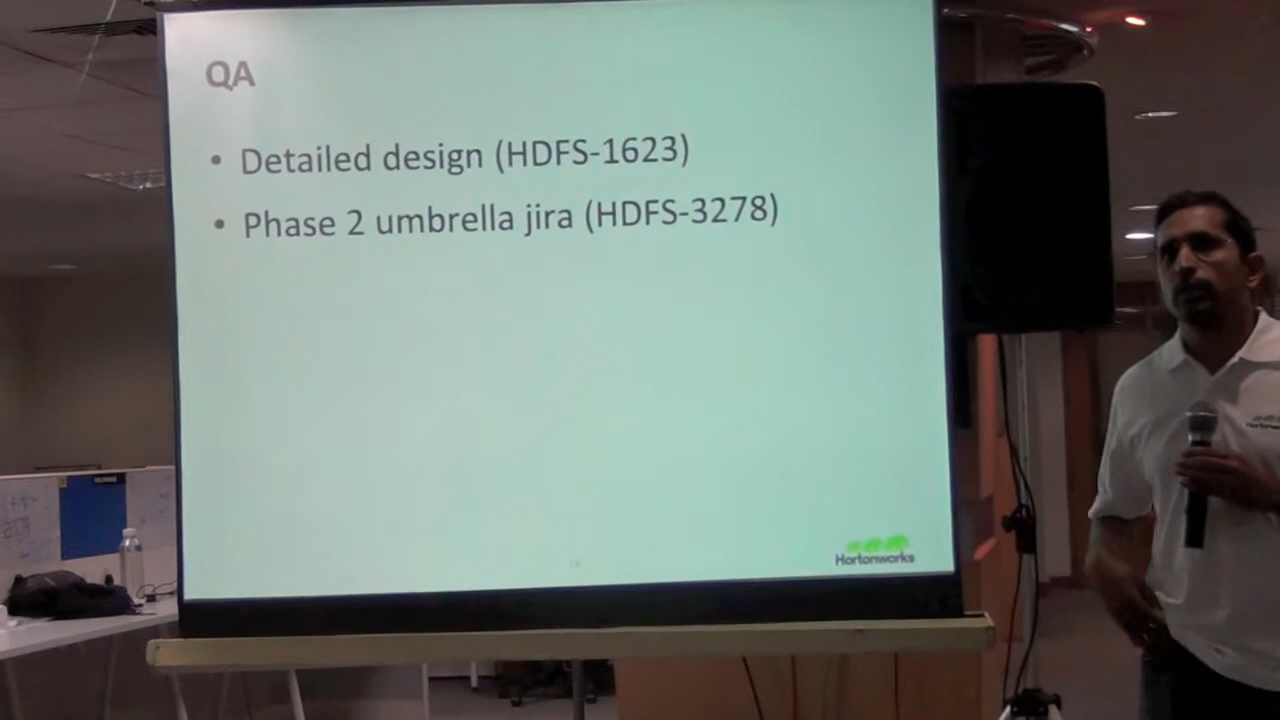 QA
• Detailed design (HDFS-1623)
• Phase 2 umbrella jira (HDFS-3278)
Hortonworks